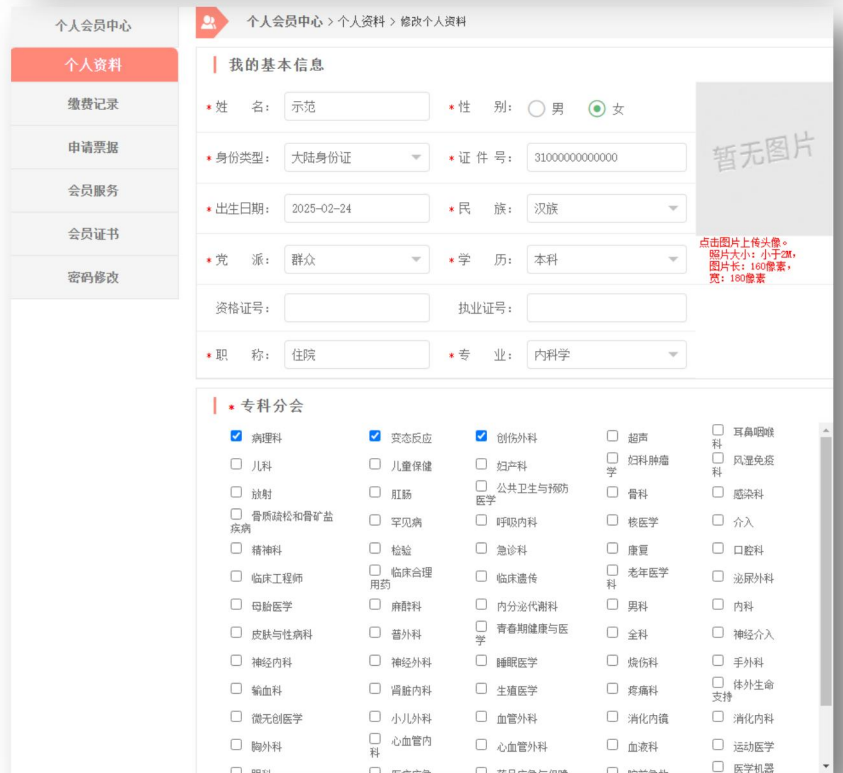 个人会员中心
个人资料
缴费记录
申请票据
会员服务
会员证书
密码修改
个人会员中心 > 个人资料 > 修改个人资料
我的基本信息
*姓 名: 示范 *性 别: 男 女
*身份类型: 大陆身份证 *证 件 号: 31000000000000
*出生日期: 2025-02-24 *民 族: 汉族
*党 派: 群众 *学 历: 本科
资格证号: 执业证号:
*职 称: 住院 *专 业: 内科学
暂无图片
点击图片上传头像。
照片大小: 小于2M,
图片长: 160像素,
宽: 180像素
* 专科分会
病理科 变态反应 创伤外科 超声 耳鼻咽喉科
儿科 儿童保健 妇产科 妇科肿瘤学 风湿免疫科
放射 肛肠 公共卫生与预防医学 骨科 感染科
骨质疏松和骨矿盐疾病 罕见病 呼吸内科 核医学 介入
精神科 检验 急诊科 康复 口腔科
临床工程师 临床合理用药 临床遗传 老年医学科 泌尿外科
母胎医学 麻醉科 内分泌代谢科 男科 内科
皮肤与性病科 普外科 青春期健康与医学 全科 神经介入
神经内科 神经外科 睡眠医学 烧伤科 手外科
输血科 肾脏内科 生殖医学 疼痛科 体外生命支持
微无创医学 小儿外科 血管外科 消化内镜 消化内科
胸外科 心血管内科 心血管外科 血液科 运动医学
医学机器